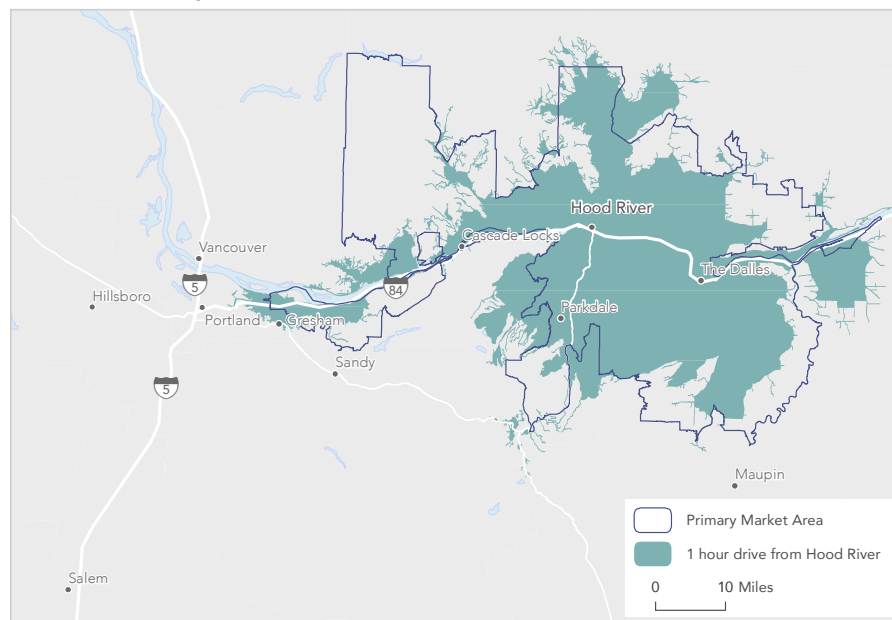 Hood River
Cascade Locks
Vancouver
The Dalles
5
84
Hillsboro
Portland
Gresham
Parkdale
Sandy
5
Maupin
Primary Market Area
1 hour drive from Hood River
0 10 Miles
Salem